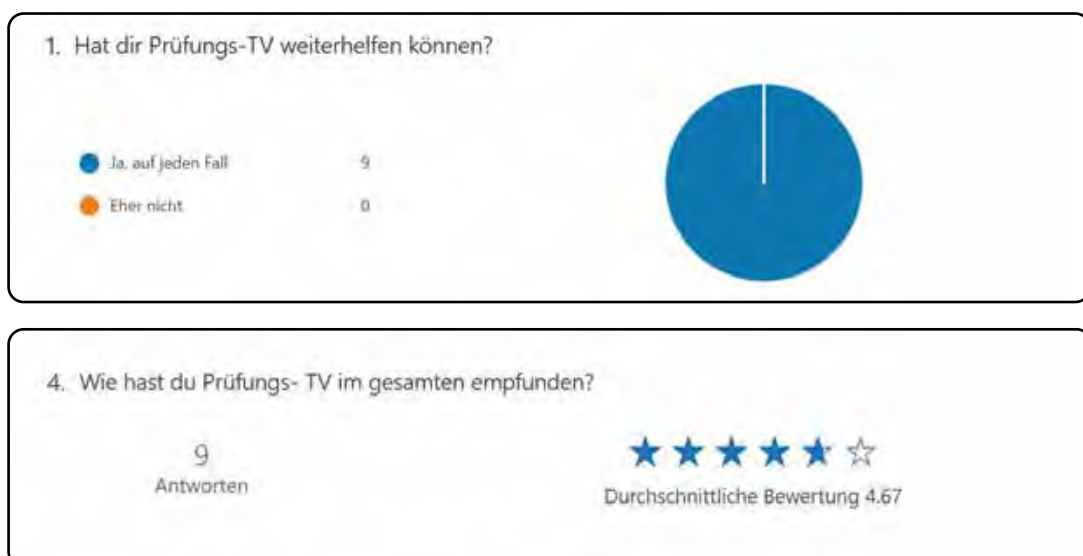 1. Hat dir Prüfungs-TV weiterhelfen können?
Ja, auf jeden Fall 9
Eher nicht 0
4. Wie hast du Prüfungs- TV im gesamten empfunden?
9
Antworten
Durchschnittliche Bewertung 4.67